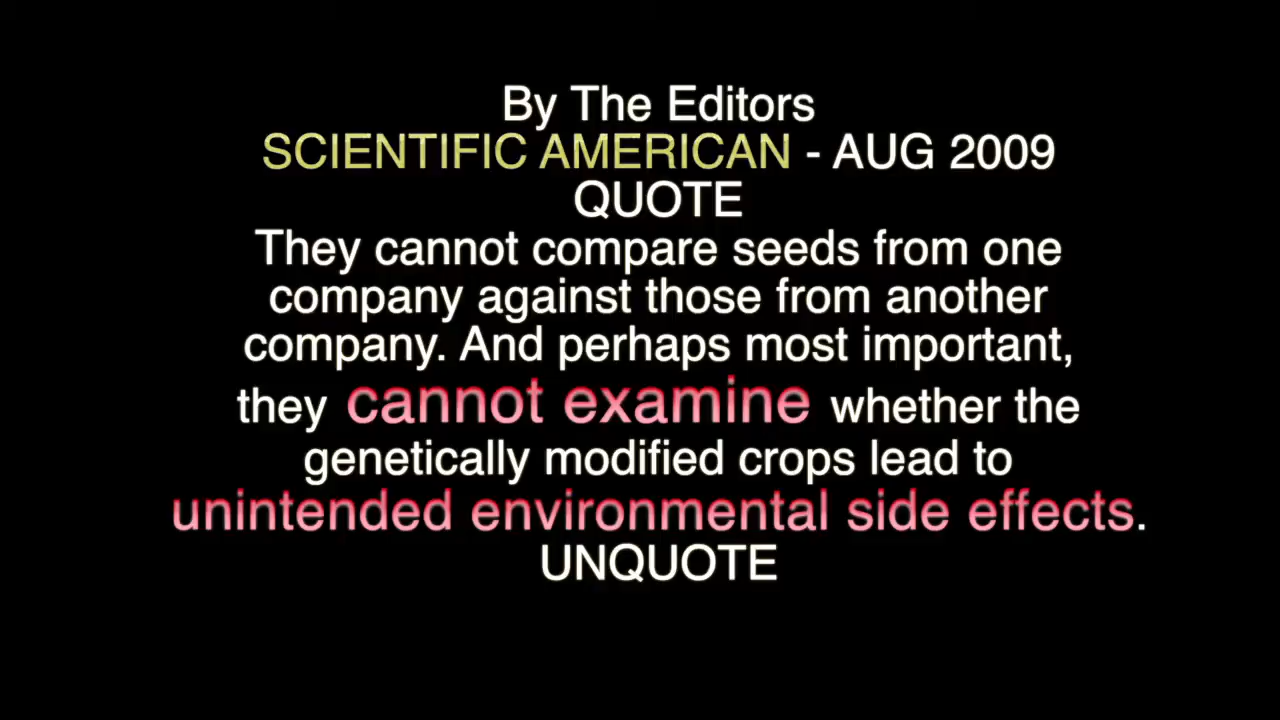 By The Editors
SCIENTIFIC AMERICAN - AUG 2009
QUOTE
They cannot compare seeds from one
company against those from another
company. And perhaps most important,
they cannot examine whether the
genetically modified crops lead to
unintended environmental side effects.
UNQUOTE